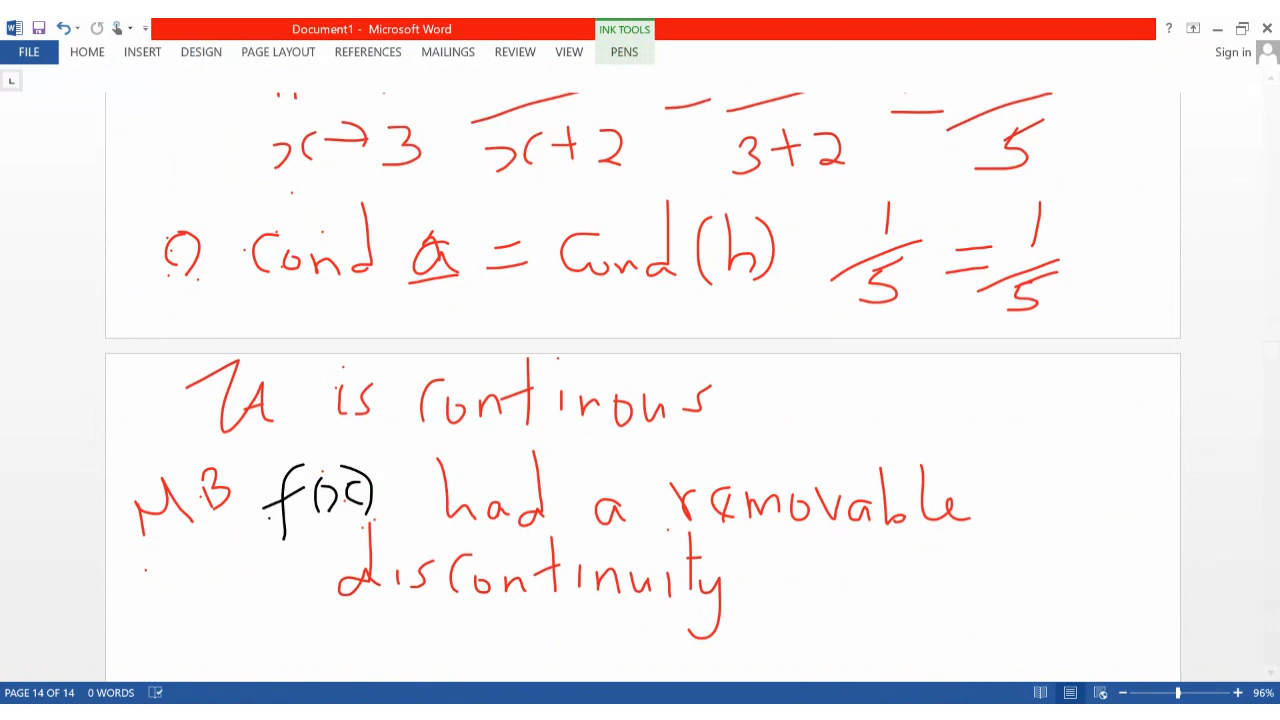 Document1 - Microsoft Word
INK TOOLS
?
FILE HOME INSERT DESIGN PAGE LAYOUT REFERENCES MAILINGS REVIEW VIEW PENS
Sign in
x→3 x+2 3+2 5
cond a = cond (b) 1/5 = 1/5
is continous
f(x) had a removable
discontinuity
PAGE 14 OF 14 0 WORDS
96%